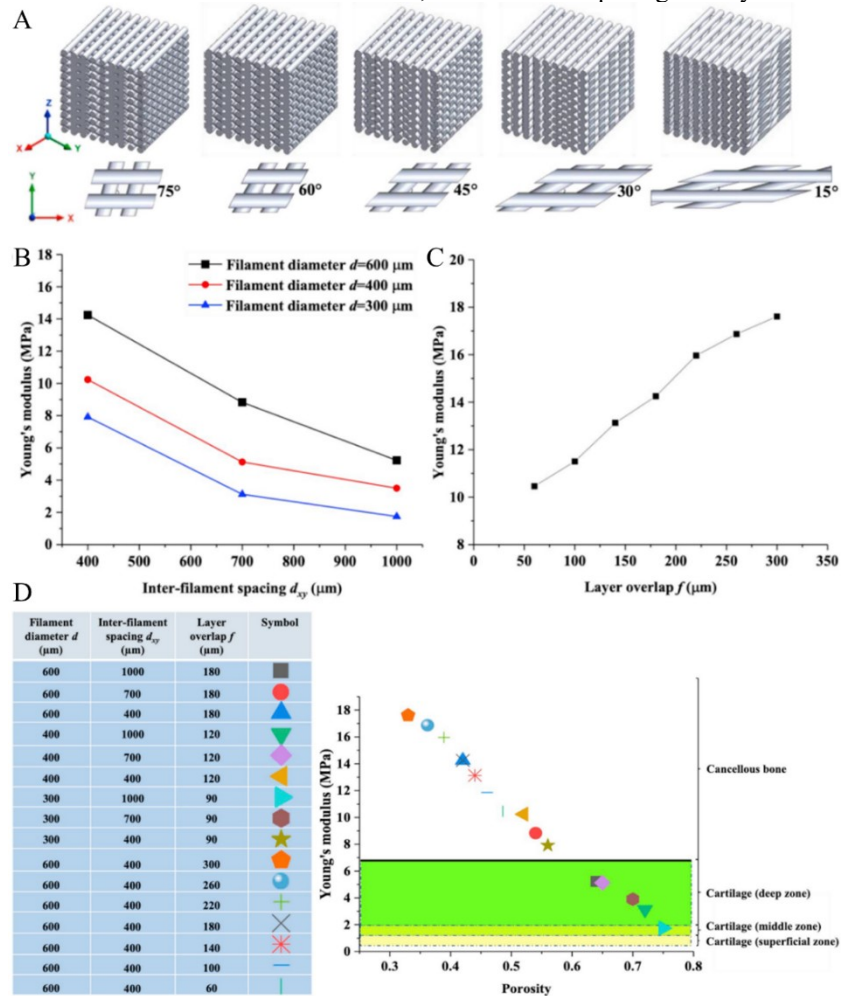 A
Z
X
Y
75°
60°
45°
30°
15°
Y
X
B
Filament diameter d=600 μm
Filament diameter d=400 μm
Filament diameter d=300 μm
Young's modulus (MPa)
18
16
14
12
10
8
6
4
2
0
400 500 600 700 800 900 1000
Inter-filament spacing dxy (μm)
C
Young's modulus (MPa)
20
18
16
14
12
10
8
0 50 100 150 200 250 300 350
Layer overlap f (μm)
D
Filament diameter d (μm) Inter-filament spacing dxy (μm) Layer overlap f (μm) Symbol
600 1000 180
600 700 180
600 400 180
400 1000 120
400 700 120
400 400 120
300 1000 90
300 700 90
300 400 90
600 400 300
600 400 260
600 400 220
600 400 180
600 400 140
600 400 100
600 400 60
Young's modulus (MPa)
18
16
14
12
10
8
6
4
2
0
0.3 0.4 0.5 0.6 0.7 0.8
Porosity
Cancellous bone
Cartilage (deep zone)
Cartilage (middle zone)
Cartilage (superficial zone)